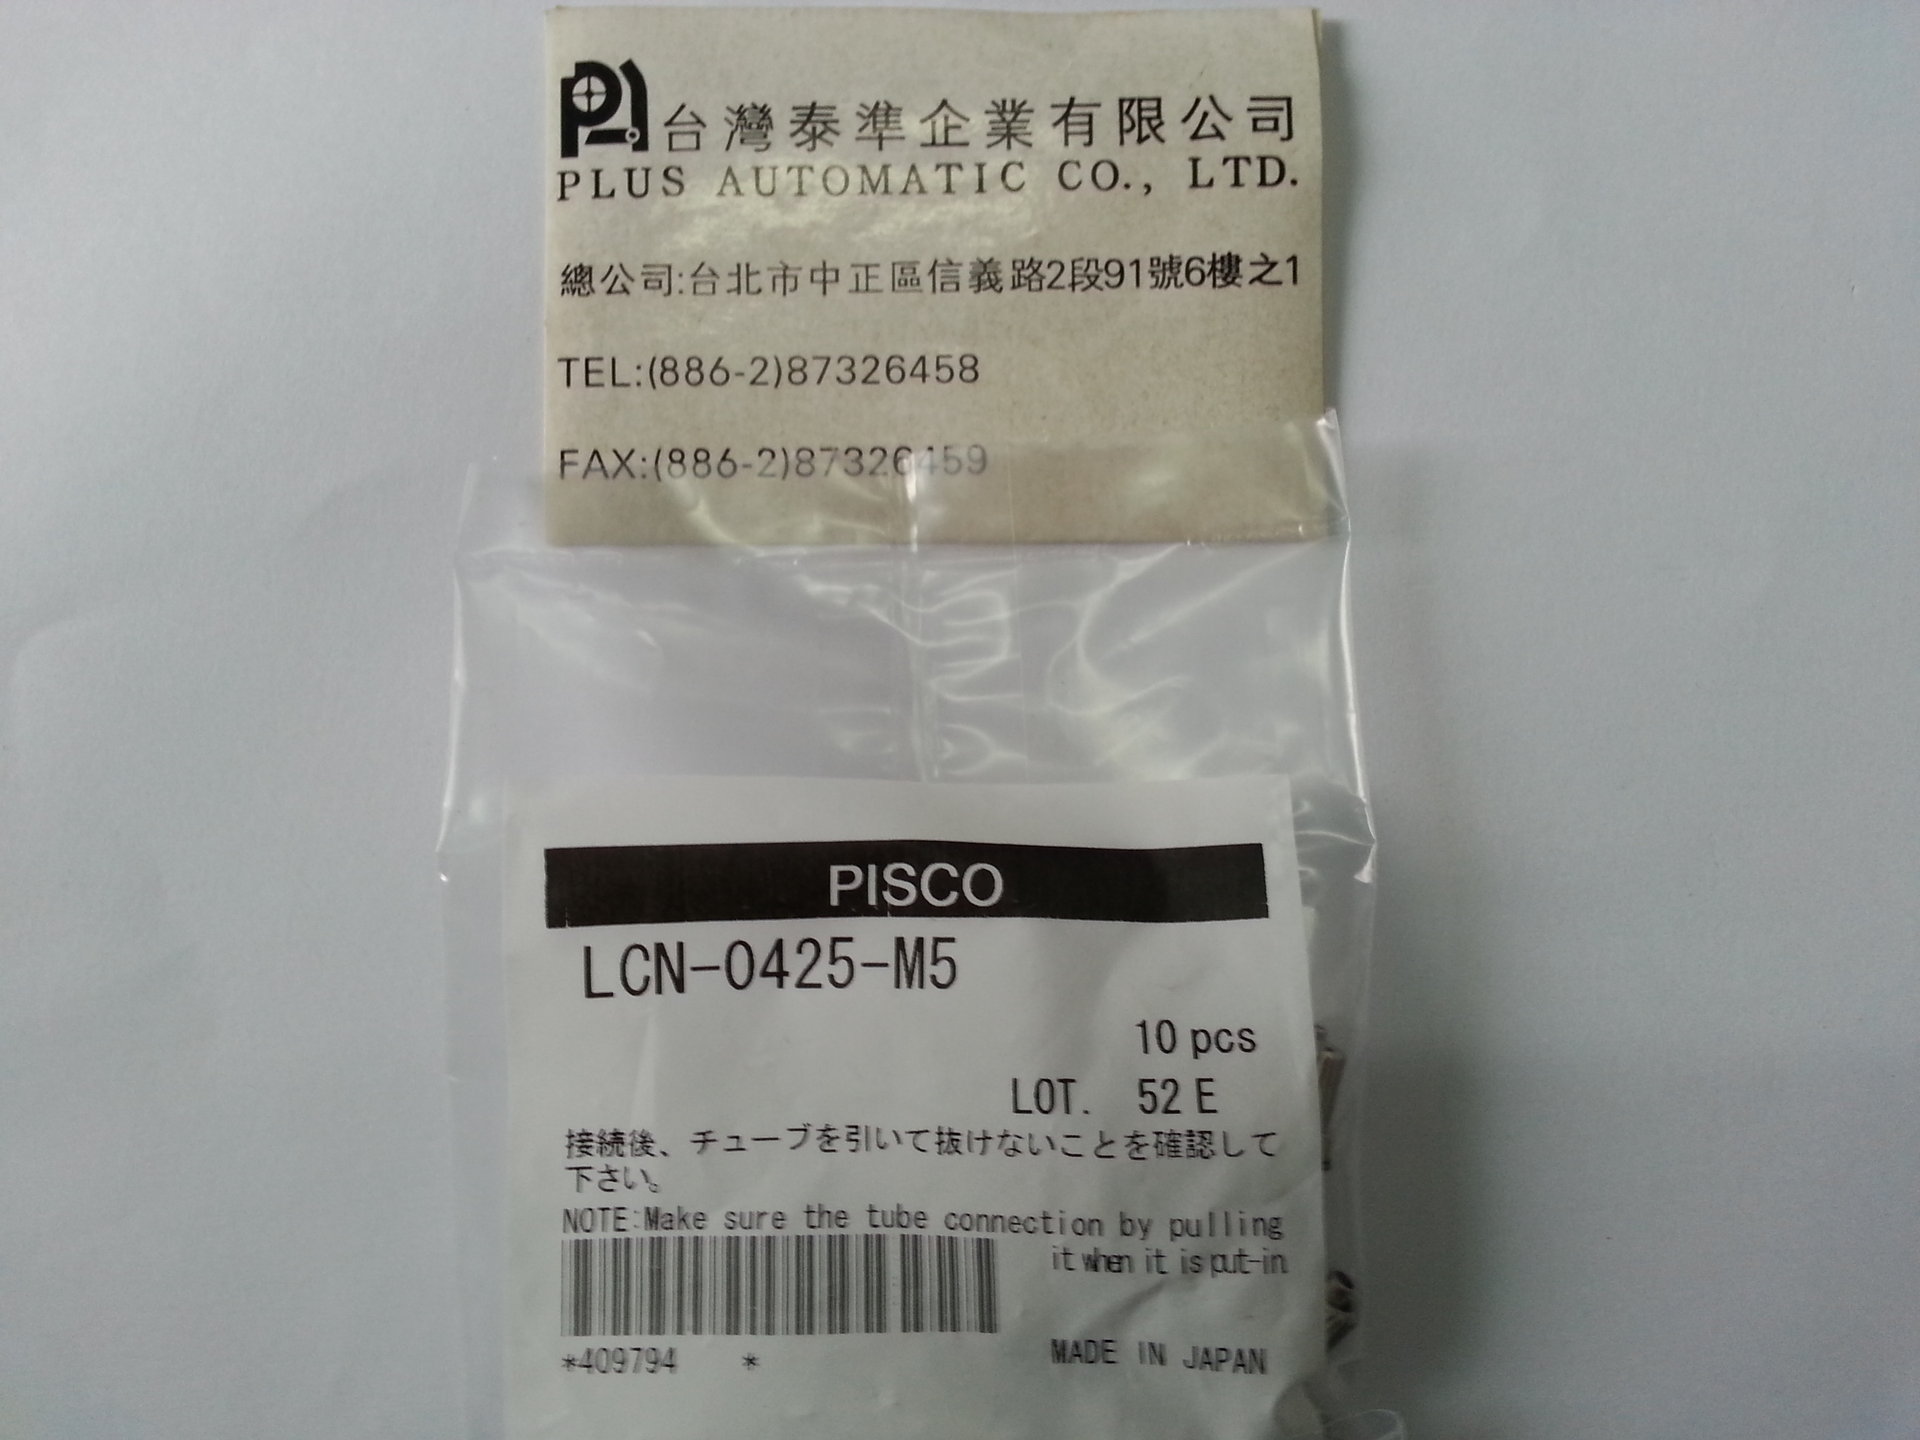 台灣泰準企業有限公司
PLUS AUTOMATIC CO., LTD.
總公司:台北市中正區信義路2段91號6樓之1
TEL:(886-2)87326458
FAX:(886-2)87326459
PISCO
LCN-0425-M5
10 pcs
LOT. 52 E
接続後、チューブを引いて抜けないことを確認して
下さい。
NOTE:Make sure the tube connection by pulling
it when it is put-in
*409794 *
MADE IN JAPAN